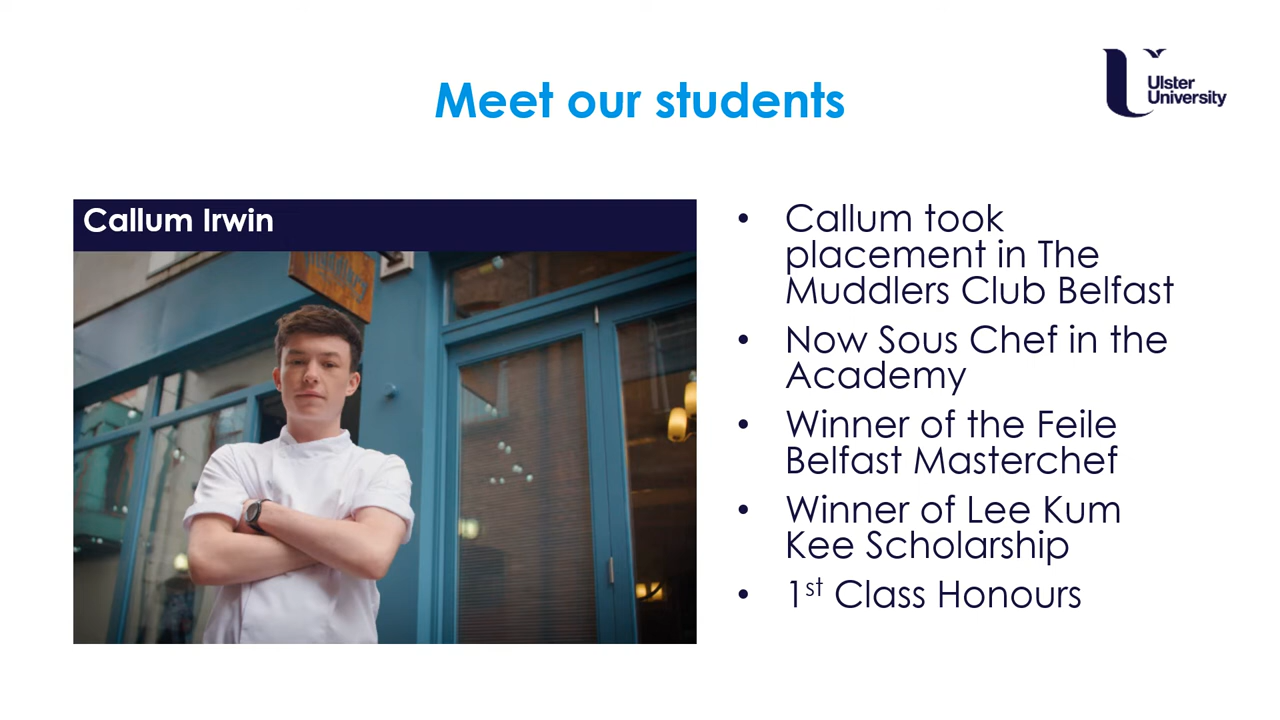 Meet our students
Ulster
University
Callum Irwin
• Callum took
placement in The
Muddlers Club Belfast
• Now Sous Chef in the
Academy
• Winner of the Feile
Belfast Masterchef
• Winner of Lee Kum
Kee Scholarship
• 1st Class Honours